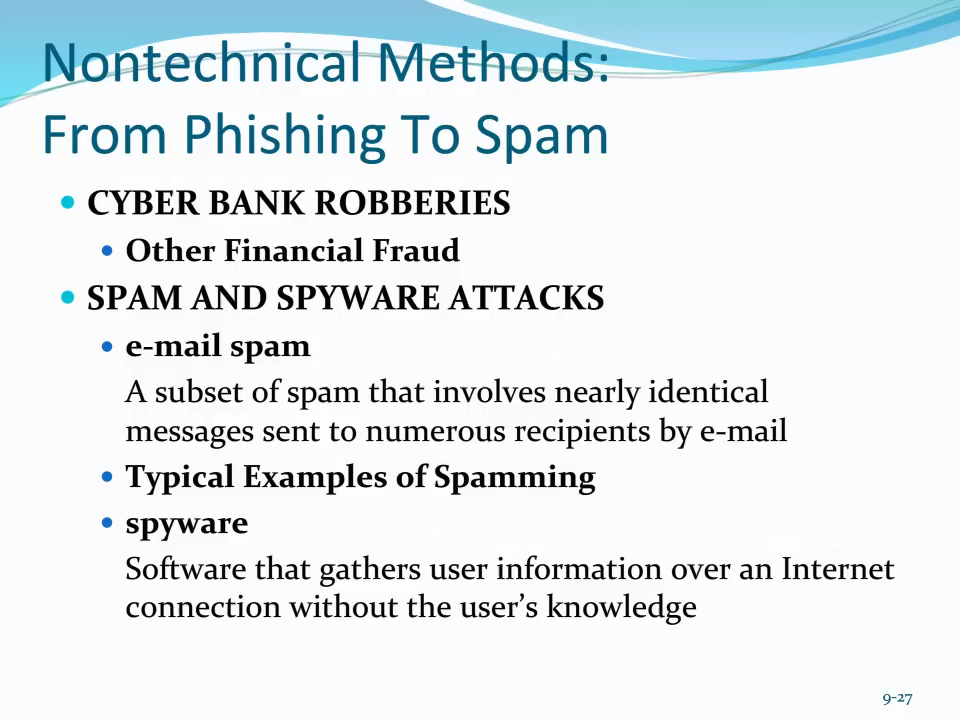 Nontechnical Methods:
From Phishing To Spam
• CYBER BANK ROBBERIES
• Other Financial Fraud
• SPAM AND SPYWARE ATTACKS
• e-mail spam
A subset of spam that involves nearly identical
messages sent to numerous recipients by e-mail
• Typical Examples of Spamming
• spyware
Software that gathers user information over an Internet
connection without the user’s knowledge
9-27